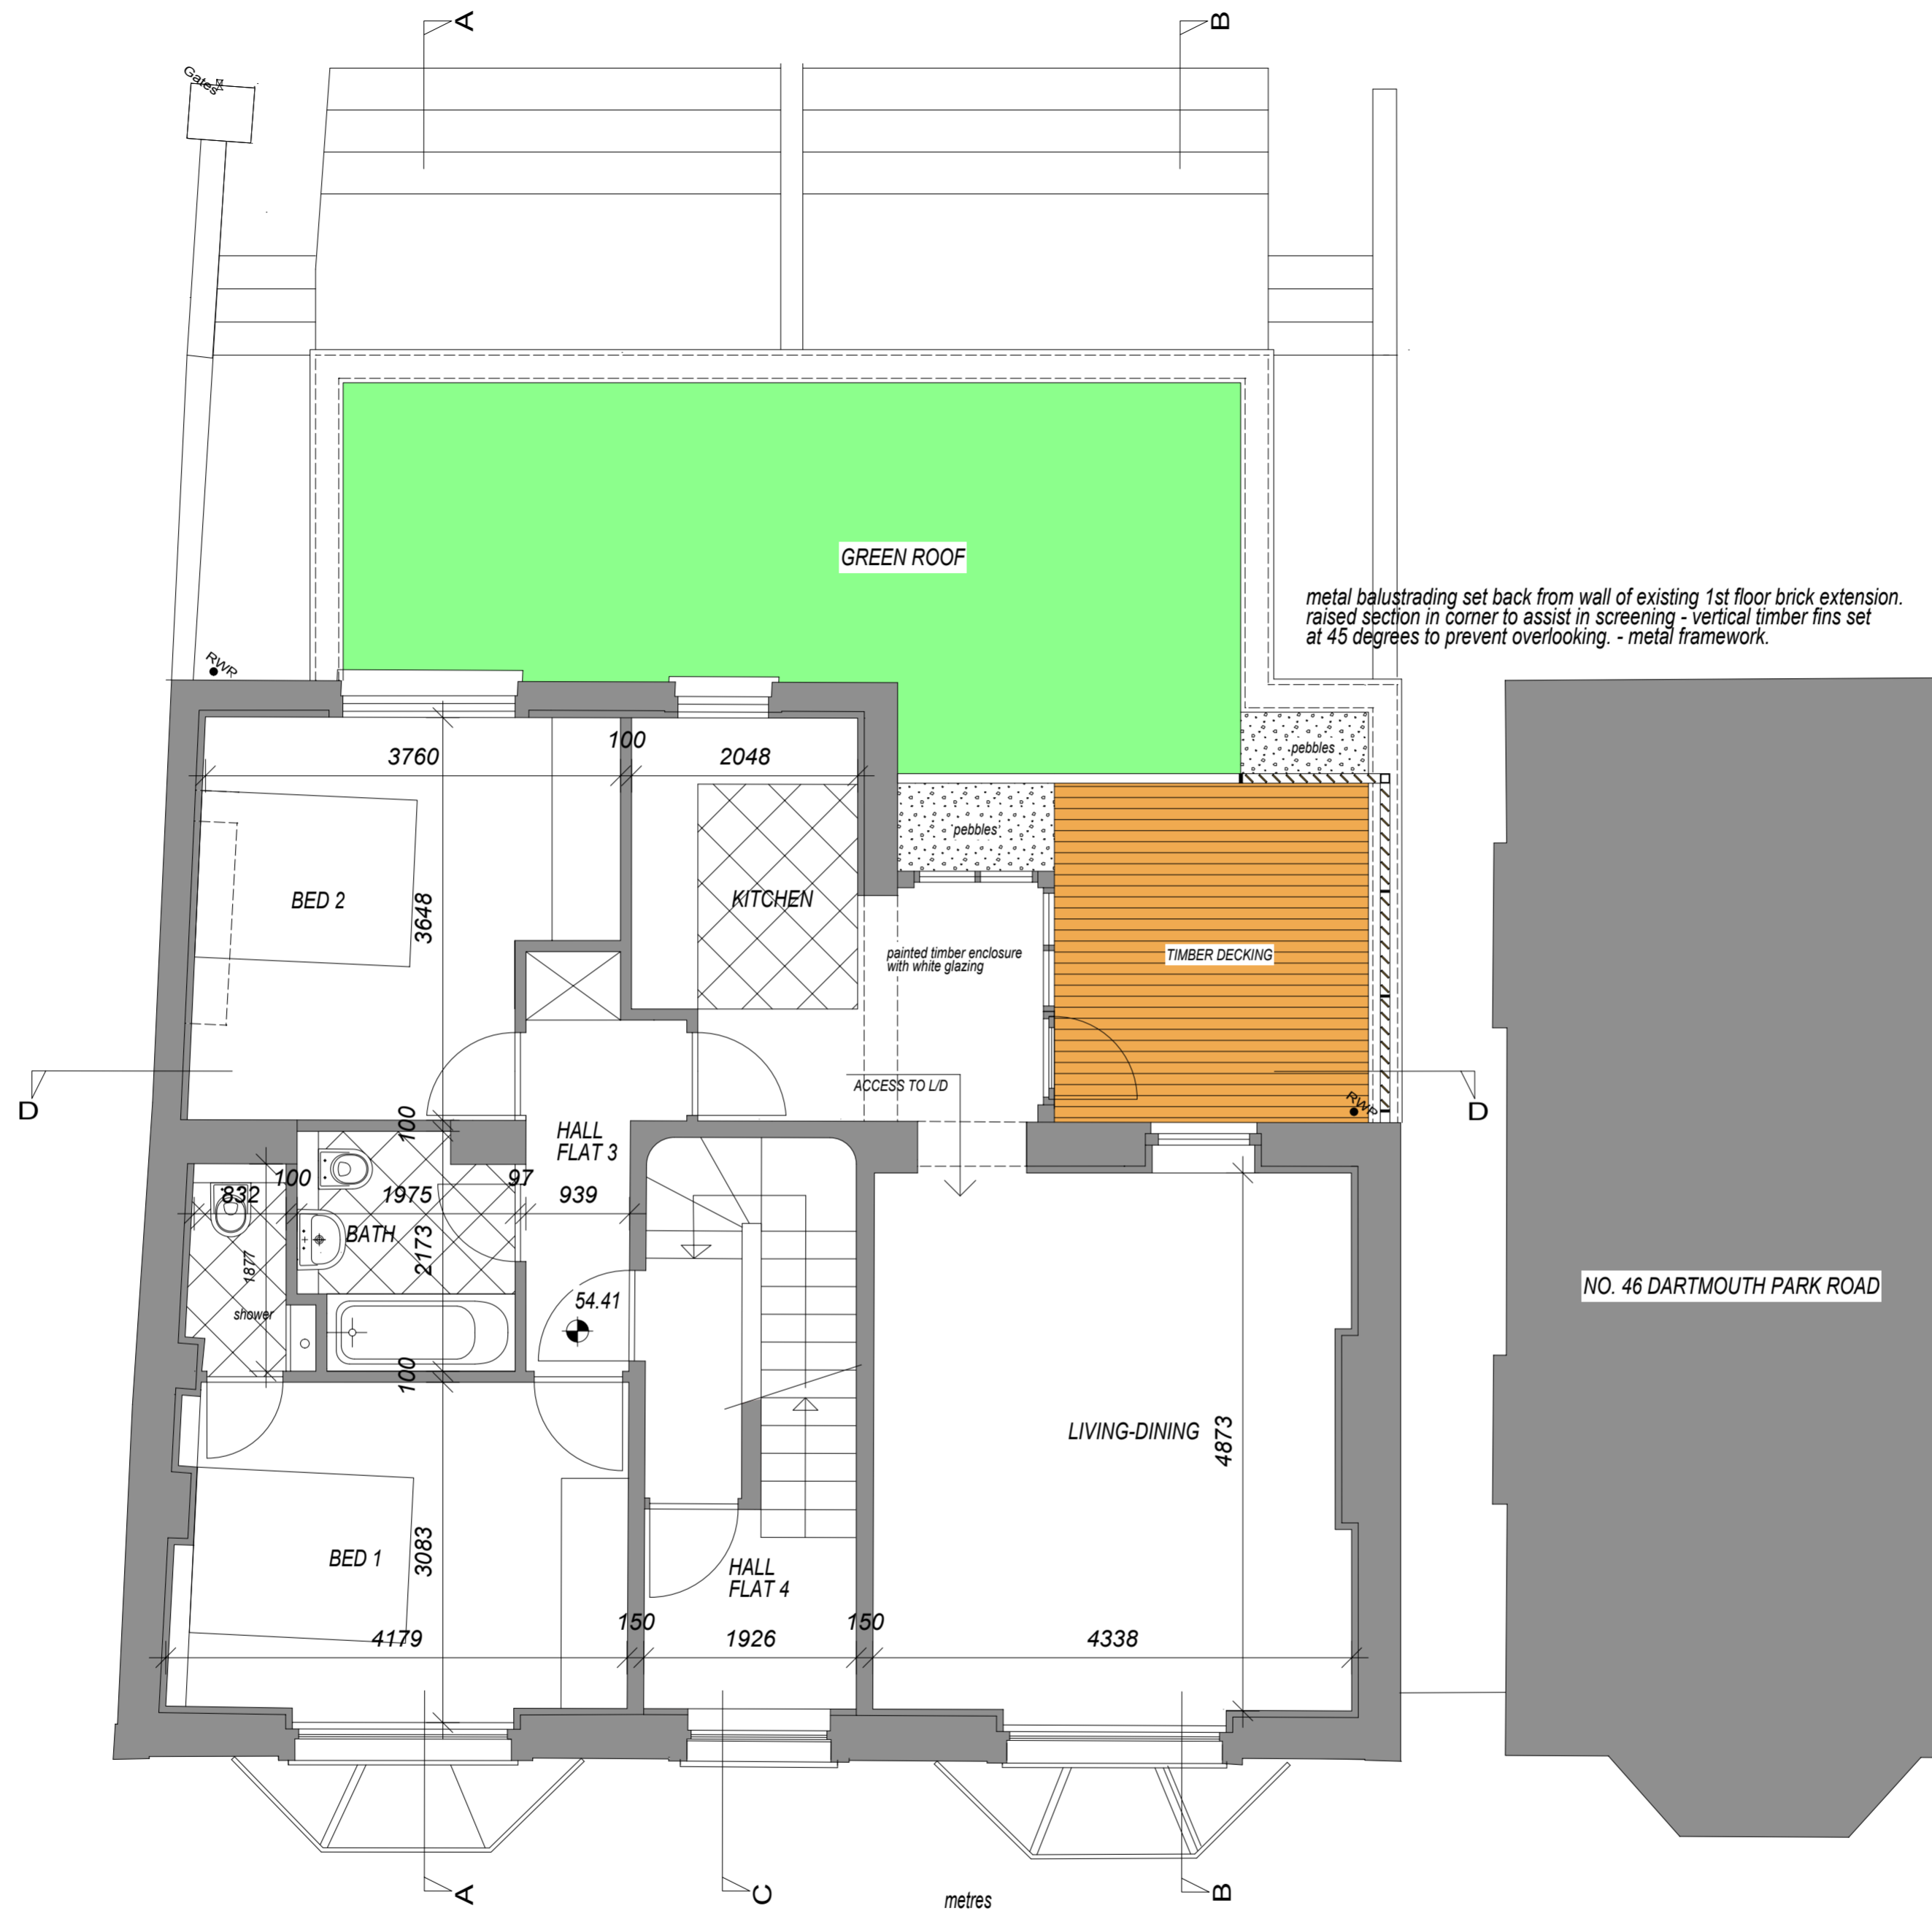 A
B
Gates
GREEN ROOF
metal balustrading set back from wall of existing 1st floor brick extension.
raised section in corner to assist in screening - vertical timber fins set
at 45 degrees to prevent overlooking. - metal framework.
RWP
3760
100
2048
pebbles
pebbles
BED 2
3648
KITCHEN
painted timber enclosure
with white glazing
TIMBER DECKING
ACCESS TO L/D
D
D
RWP
100
HALL
FLAT 3
100
832
1975
97
939
BATH
2173
1877
shower
54.41
NO. 46 DARTMOUTH PARK ROAD
100
LIVING-DINING
4873
BED 1
3083
HALL
FLAT 4
4179
150
1926
150
4338
A
C
B
metres